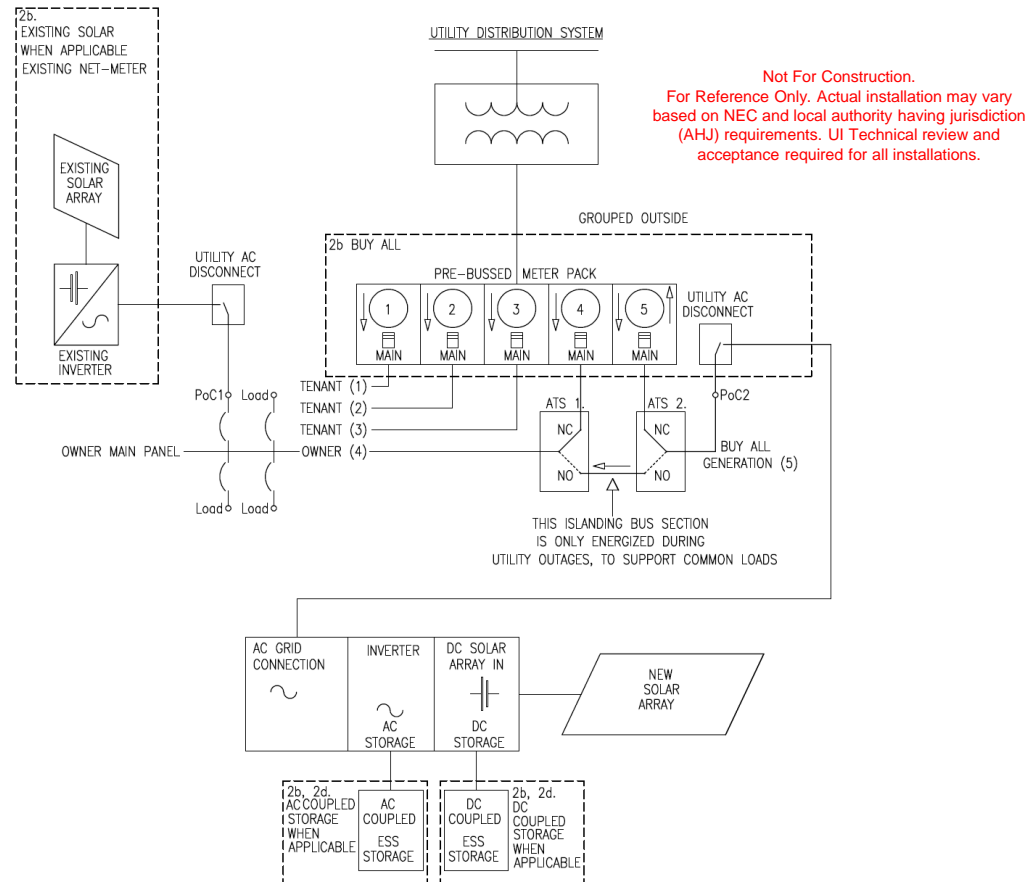 2b.
EXISTING SOLAR
WHEN APPLICABLE
EXISTING NET-METER
EXISTING
SOLAR
ARRAY
EXISTING
INVERTER
UTILITY AC
DISCONNECT
UTILITY DISTRIBUTION SYSTEM
Not For Construction.
For Reference Only. Actual installation may vary
based on NEC and local authority having jurisdiction
(AHJ) requirements. UI Technical review and
acceptance required for all installations.
GROUPED OUTSIDE
2b BUY ALL
PRE-BUSSED METER PACK
1
2
3
4
5
MAIN
MAIN
MAIN
MAIN
MAIN
UTILITY AC
DISCONNECT
TENANT (1)
TENANT (2)
TENANT (3)
OWNER (4)
PoC1
Load
OWNER MAIN PANEL
Load
Load
ATS 1.
NC
NO
ATS 2.
NC
NO
PoC2
BUY ALL
GENERATION (5)
THIS ISLANDING BUS SECTION
IS ONLY ENERGIZED DURING
UTILITY OUTAGES, TO SUPPORT COMMON LOADS
AC GRID
CONNECTION
INVERTER
AC
STORAGE
DC SOLAR
ARRAY IN
DC
STORAGE
NEW
SOLAR
ARRAY
2b, 2d.
AC COUPLED
STORAGE
WHEN
APPLICABLE
AC
COUPLED
ESS
STORAGE
DC
COUPLED
ESS
STORAGE
2b, 2d.
DC
COUPLED
STORAGE
WHEN
APPLICABLE